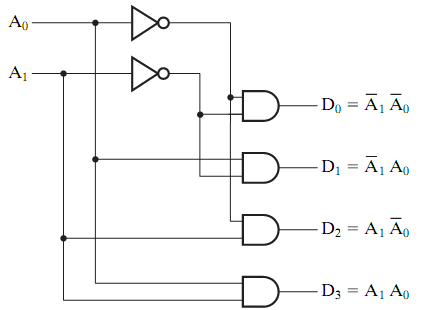 A₀
A₁
D₀ = A̅₁ A̅₀
D₁ = A̅₁ A₀
D₂ = A₁ A̅₀
D₃ = A₁ A₀